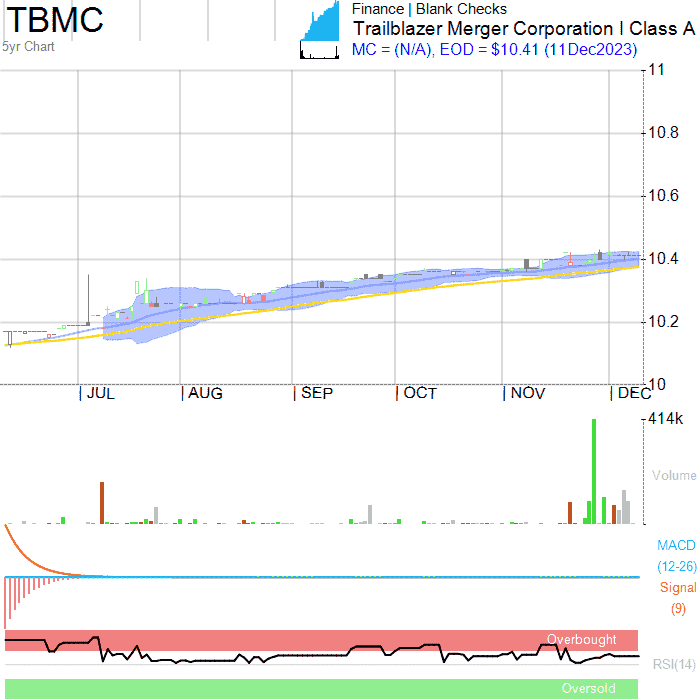 TBMC
5yr Chart
Finance | Blank Checks
Trailblazer Merger Corporation I Class A
MC = (N/A), EOD = $10.41 (11Dec2023)
11
10.8
10.6
10.4
10.2
10
| JUL | AUG | SEP | OCT | NOV | DEC
414k
Volume
MACD
(12-26)
Signal
(9)
Overbought
RSI(14)
Oversold